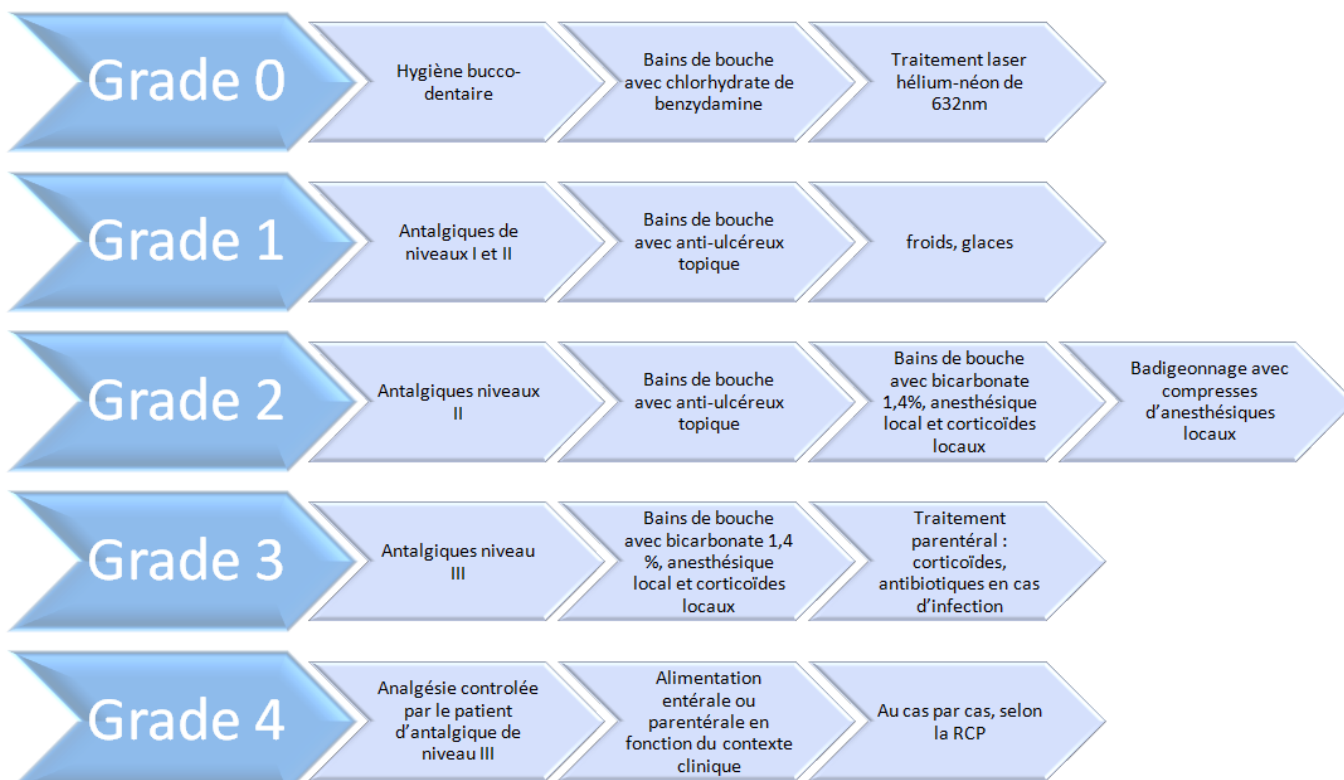 Grade 0
Hygiène bucco-
dentaire
Bains de bouche
avec chlorhydrate de
benzydamine
Traitement laser
hélium-néon de
632nm
Grade 1
Antalgiques de
niveaux I et II
Bains de bouche
avec anti-ulcéreux
topique
froids, glaces
Grade 2
Antalgiques niveaux
II
Bains de bouche
avec anti-ulcéreux
topique
Bains de bouche
avec bicarbonate
1,4%, anesthésique
local et corticoïdes
locaux
Badigeonnage avec
compresses
d’anesthésiques
locaux
Grade 3
Antalgiques niveau
III
Bains de bouche
avec bicarbonate 1,4
%, anesthésique
local et corticoïdes
locaux
Traitement
parentéral :
corticoïdes,
antibiotiques en cas
d’infection
Grade 4
Analgésie controlée
par le patient
d’antalgique de
niveau III
Alimentation
entérale ou
parentérale en
fonction du contexte
clinique
Au cas par cas, selon
la RCP